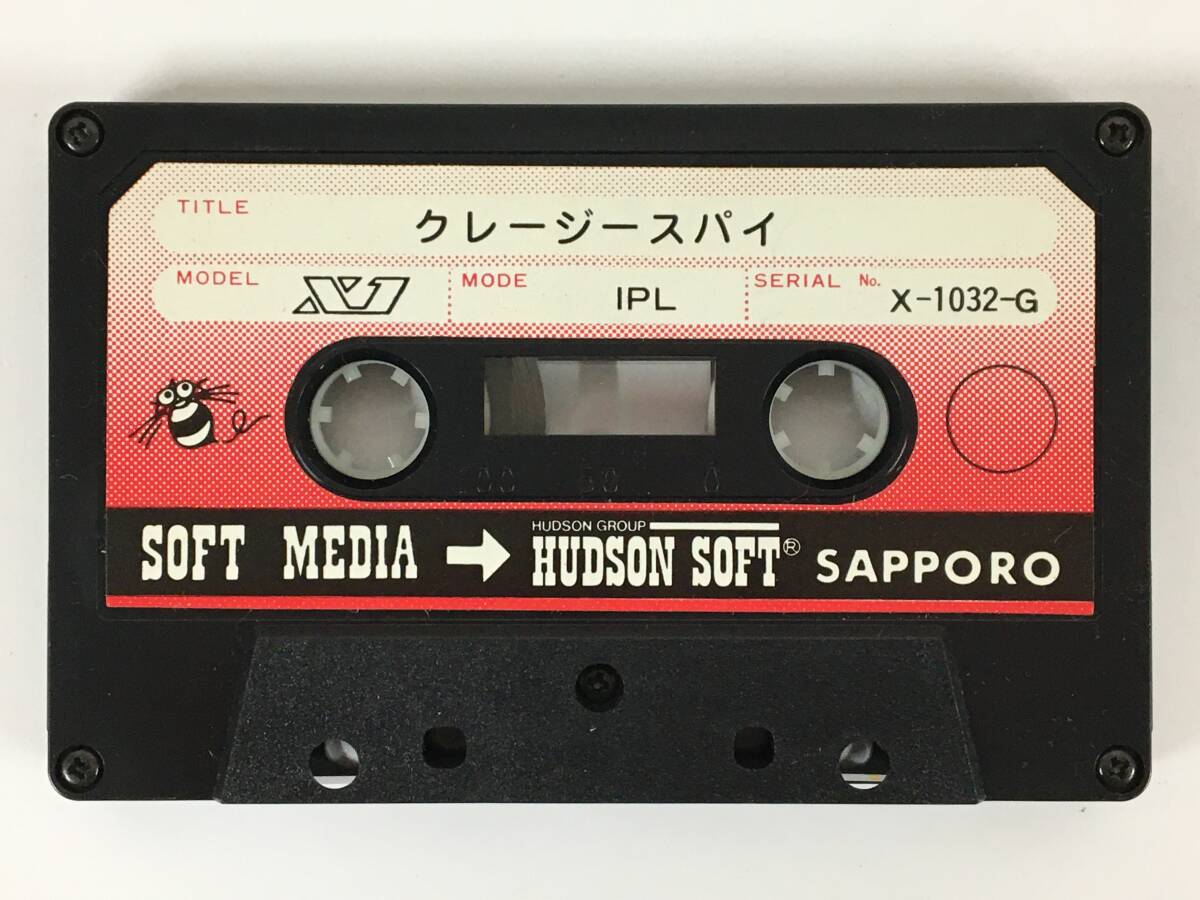 TITLE
クレージースパイ
MODEL X1 MODE IPL SERIAL No. X-1032-G
100 50 0
SOFT MEDIA → HUDSON GROUP
HUDSON SOFT® SAPPORO